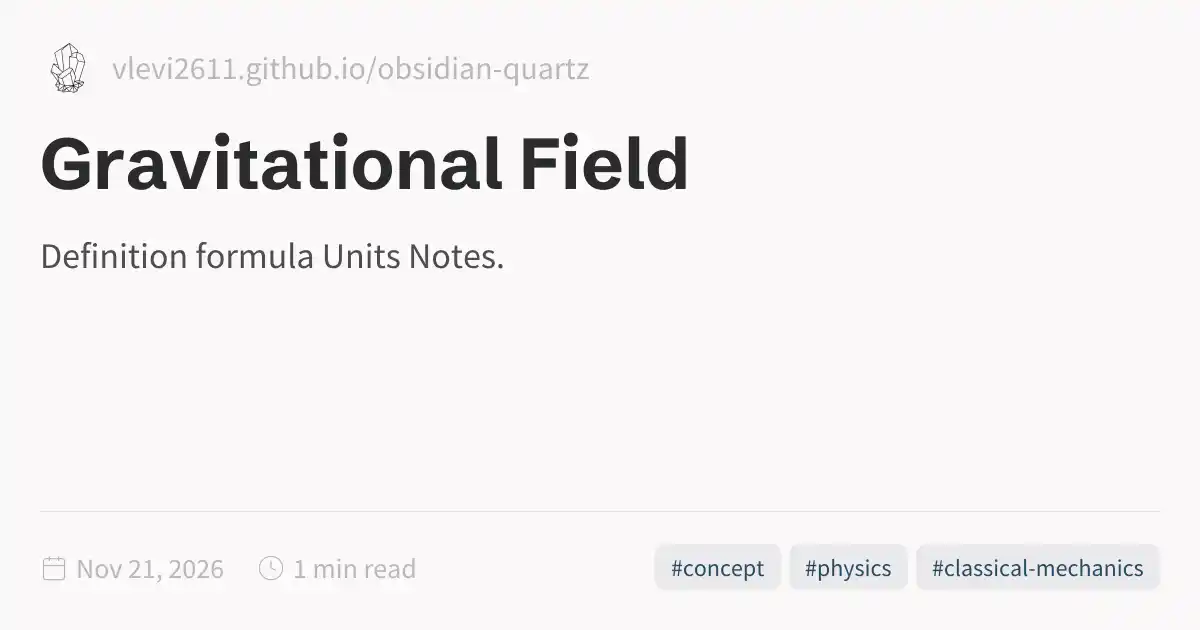 vlevi2611.github.io/obsidian-quartz
Gravitational Field
Definition formula Units Notes.
Nov 21, 2026 1 min read #concept #physics #classical-mechanics